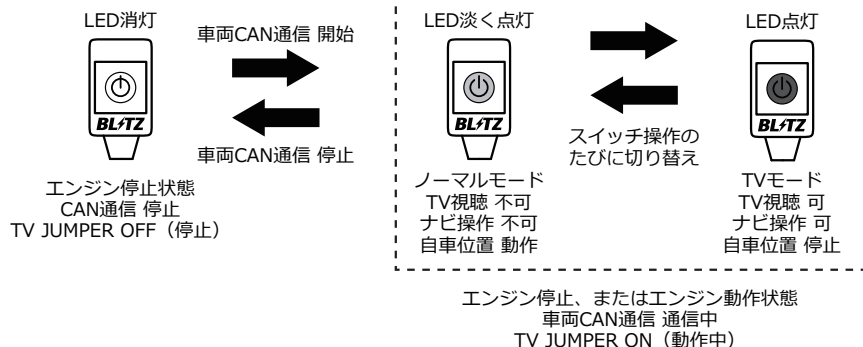 LED消灯
車両CAN通信 開始
BLITZ
車両CAN通信 停止
エンジン停止状態
CAN通信 停止
TV JUMPER OFF（停止）
LED淡く点灯
BLITZ
ノーマルモード
TV視聴 不可
ナビ操作 不可
自車位置 動作
スイッチ操作の
たびに切り替え
LED点灯
BLITZ
TVモード
TV視聴 可
ナビ操作 可
自車位置 停止
エンジン停止、またはエンジン動作状態
車両CAN通信 通信中
TV JUMPER ON（動作中）